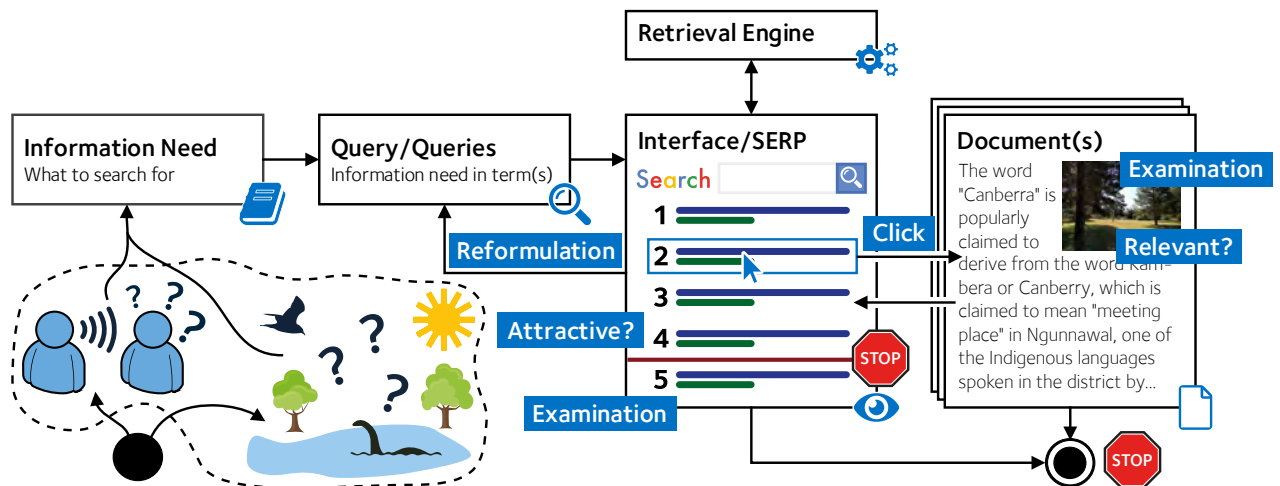 Retrieval Engine
Information Need
What to search for
Query/Queries
Information need in term(s)
Interface/SERP
Search
1
2
3
4
5
Reformulation
Attractive?
Examination
Click
STOP
Document(s)
The word
"Canberra" is
popularly
claimed to
derive from the word Kam-
bera or Canberry, which is
claimed to mean "meeting
place" in Ngunnawal, one of
the Indigenous languages
spoken in the district by...
Examination
Relevant?
STOP
? ? ?
? ? ?